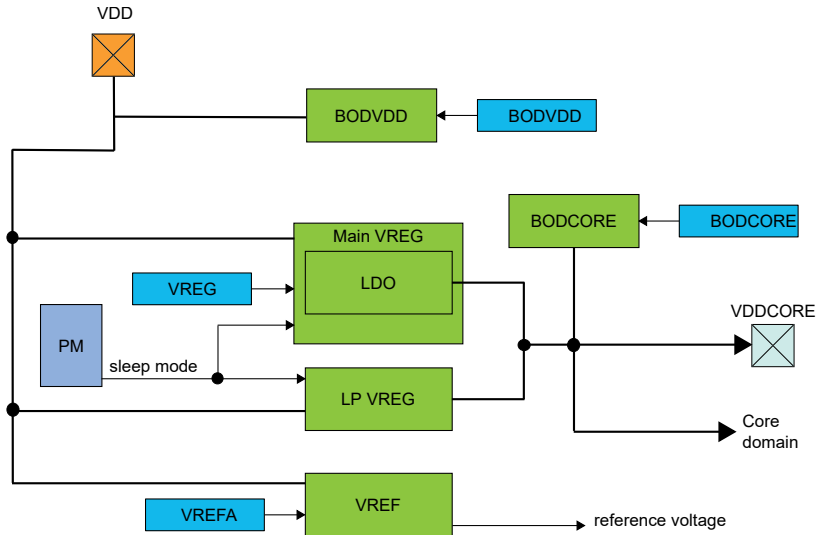 VDD
BODVDD
BODVDD
BODCORE
BODCORE
Main VREG
LDO
VREG
VDDCORE
PM
sleep mode
LP VREG
Core
domain
VREF
VREFA
reference voltage